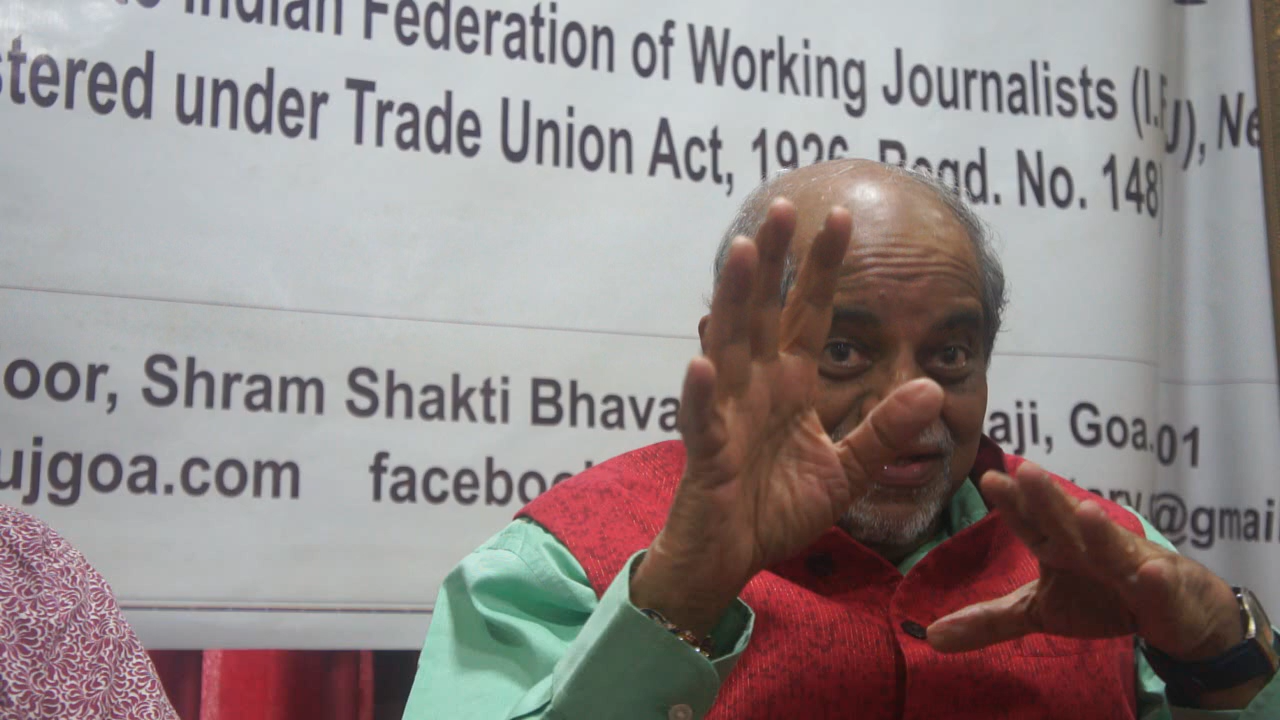 Indian Federation of Working Journalists (I.F J), Ne
stered under Trade Union Act, 1926, Regd. No. 148
oor, Shram Shakti Bhava aji, Goa. 01
ujgoa.com faceboo @gmai